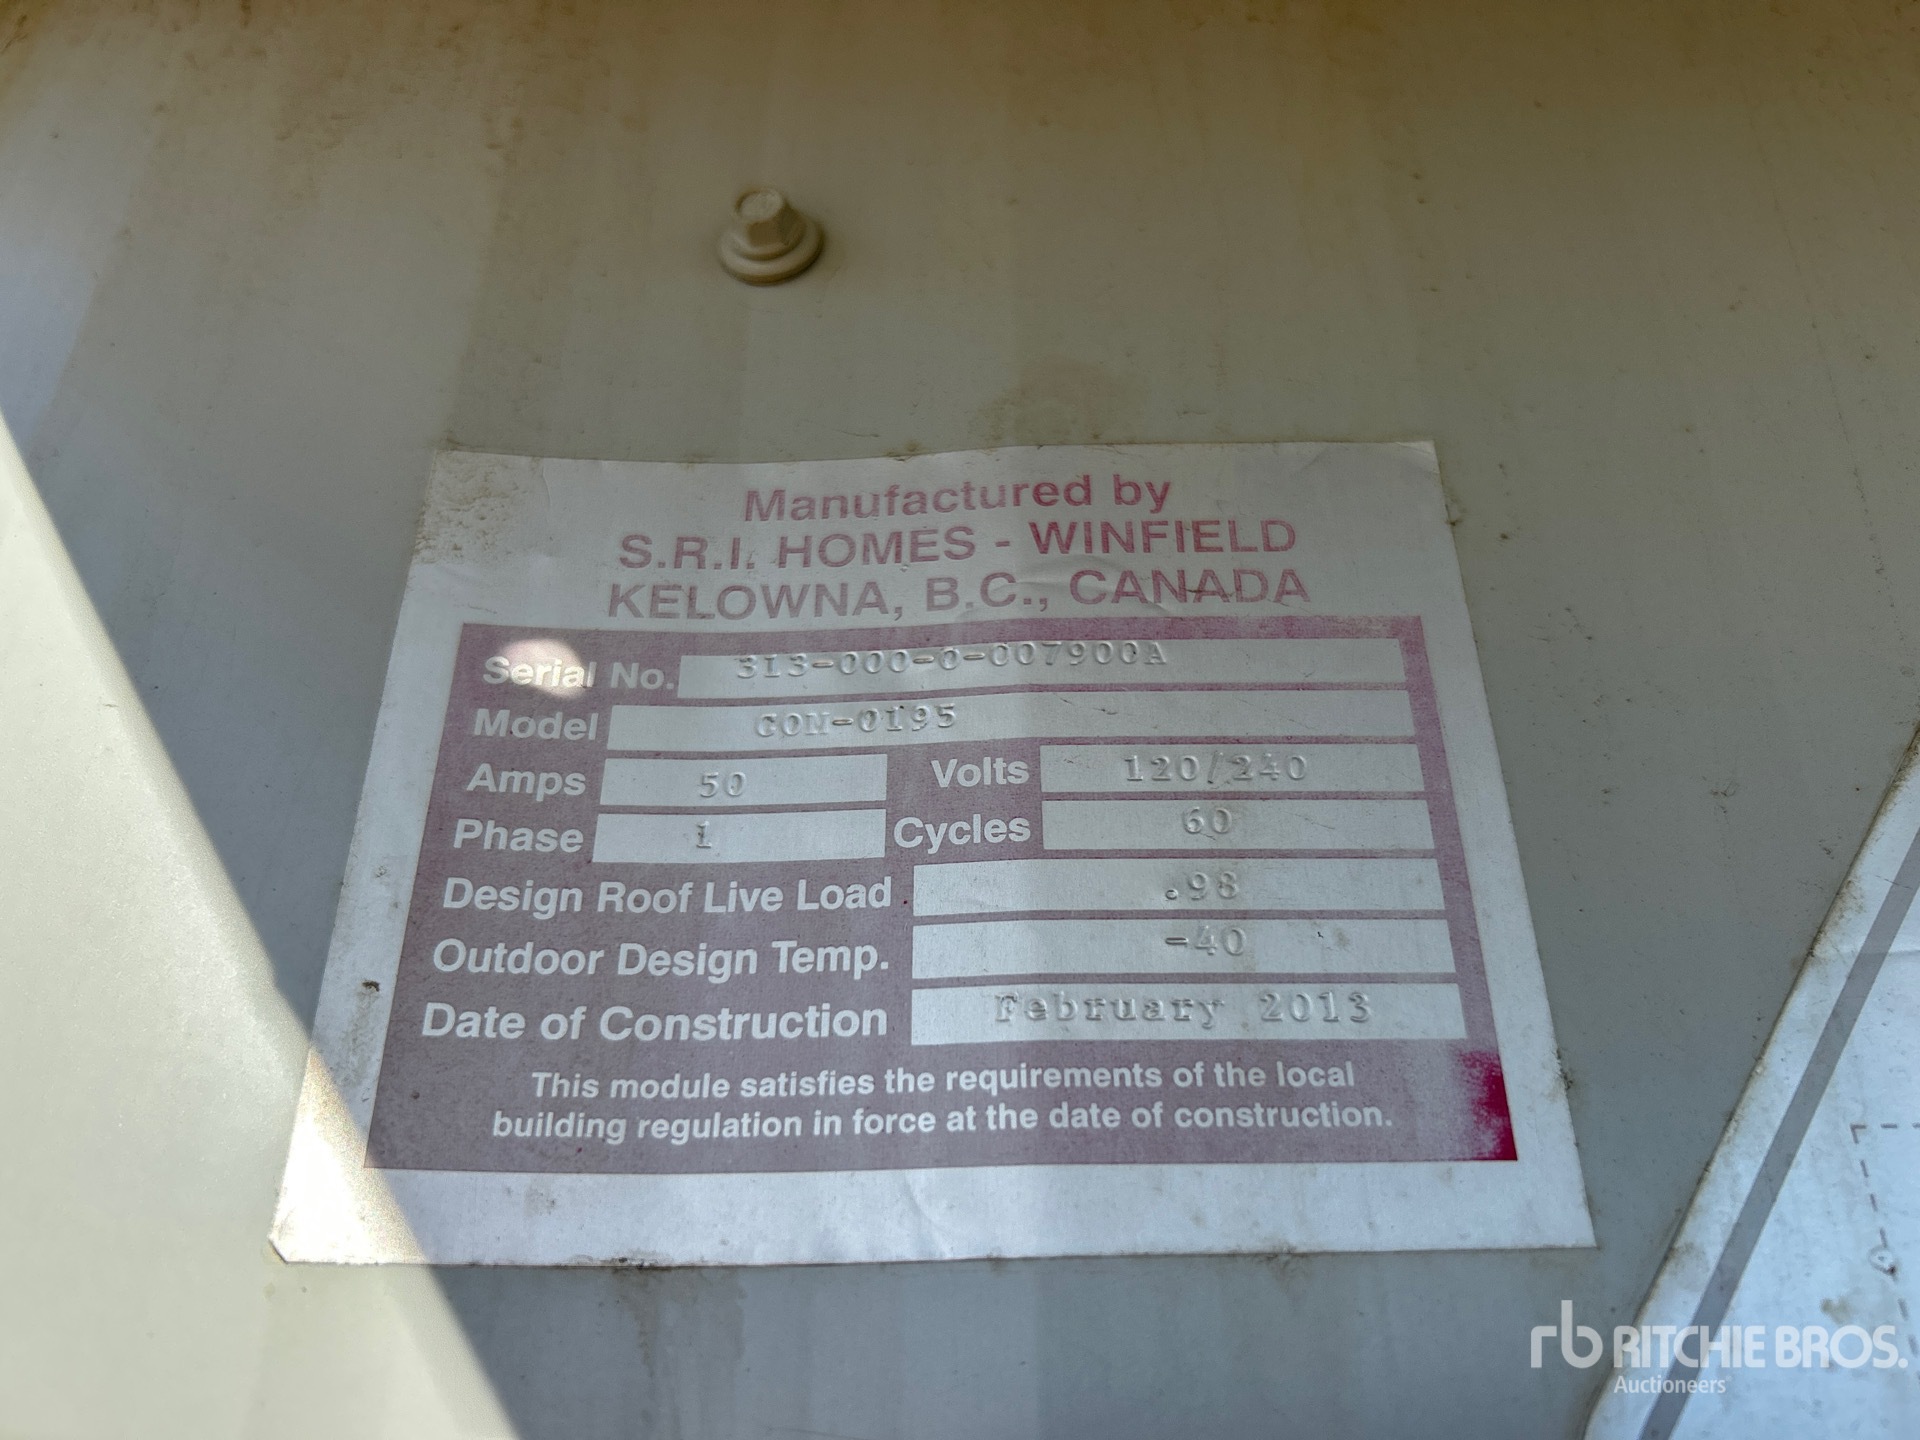 Manufactured by
S.R.I. HOMES - WINFIELD
KELOWNA, B.C., CANADA
Serial No. 313-000-0-007900A
Model COM-0195
Amps 50 Volts 120/240
Phase 1 Cycles 60
Design Roof Live Load .98
Outdoor Design Temp. -40
Date of Construction February 2013
This module satisfies the requirements of the local
building regulation in force at the date of construction.
rb RITCHIE BROS.
Auctioneers